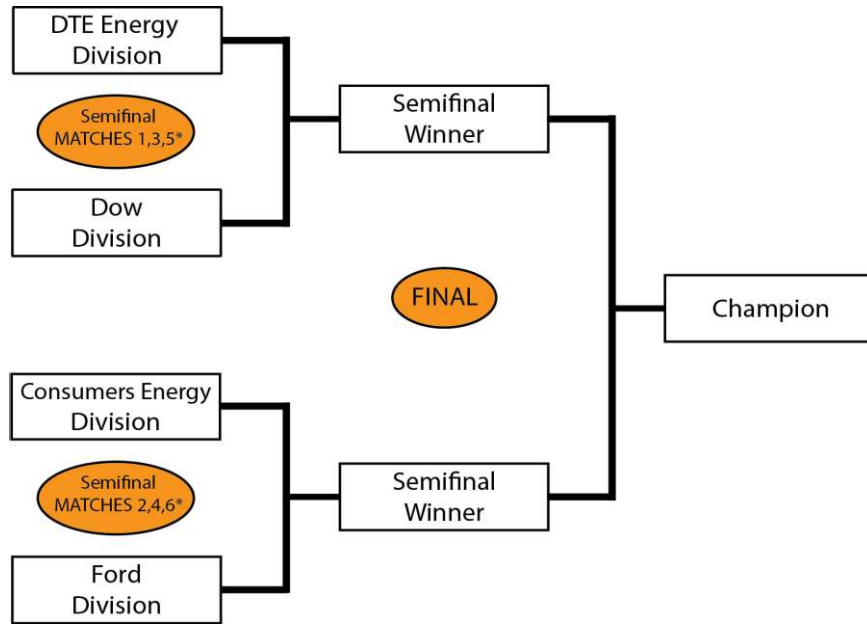 DTE Energy
Division
Semifinal
MATCHES 1,3,5*
Dow
Division
Semifinal
Winner
FINAL
Champion
Consumers Energy
Division
Semifinal
MATCHES 2,4,6*
Ford
Division
Semifinal
Winner